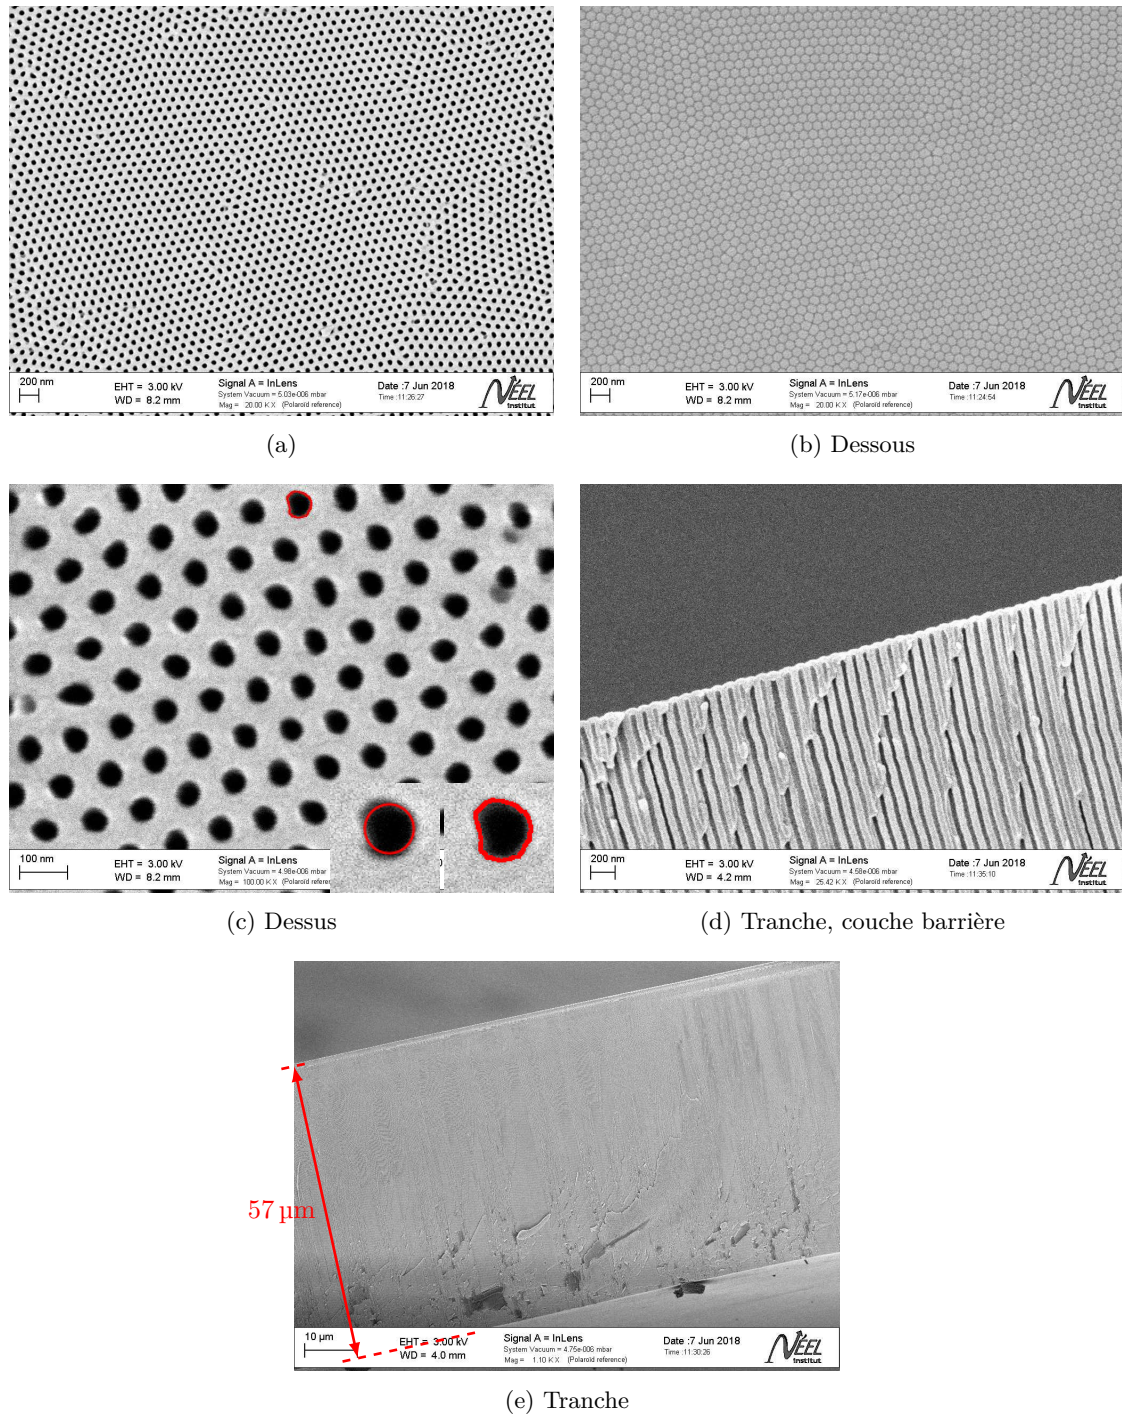 200 nm
EHT = 3.00 kV
WD = 8.2 mm
Signal A = InLens
System Vacuum = 5.03e-006 mbar
Mag = 20.00 K X (Polaroid reference)
Date :7 Jun 2018
Time :11:26:27
NÉEL
institut
(a)
200 nm
EHT = 3.00 kV
WD = 8.2 mm
Signal A = InLens
System Vacuum = 5.17e-006 mbar
Mag = 20.00 K X (Polaroid reference)
Date :7 Jun 2018
Time :11:24:54
NÉEL
institut
(b) Dessous
100 nm
EHT = 3.00 kV
WD = 8.2 mm
Signal A = InLens
System Vacuum = 4.98e-006 mbar
Mag = 100.00 K X (Polaroid refere
(c) Dessus
200 nm
EHT = 3.00 kV
WD = 4.2 mm
Signal A = InLens
System Vacuum = 4.58e-006 mbar
Mag = 25.42 K X (Polaroid reference)
Date :7 Jun 2018
Time :11:35:10
NÉEL
institut
(d) Tranche, couche barrière
57 µm
10 µm
EHT = 3.00 kV
WD = 4.0 mm
Signal A = InLens
System Vacuum = 4.75e-006 mbar
Mag = 1.10 K X (Polaroid reference)
Date :7 Jun 2018
Time :11:30:26
NÉEL
institut
(e) Tranche